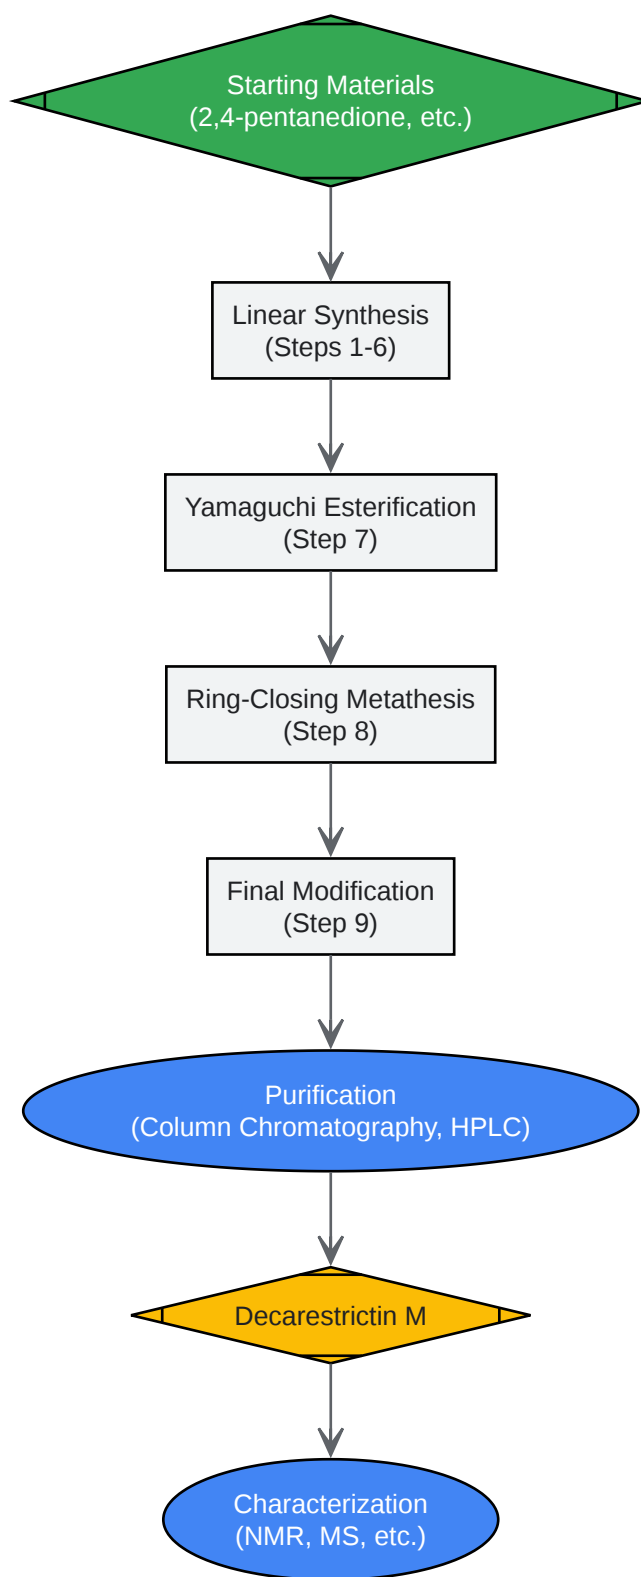 Starting Materials
(2,4-pentanedione, etc.)
Linear Synthesis
(Steps 1-6)
Yamaguchi Esterification
(Step 7)
Ring-Closing Metathesis
(Step 8)
Final Modification
(Step 9)
Purification
(Column Chromatography, HPLC)
Decarestrictin M
Characterization
(NMR, MS, etc.)